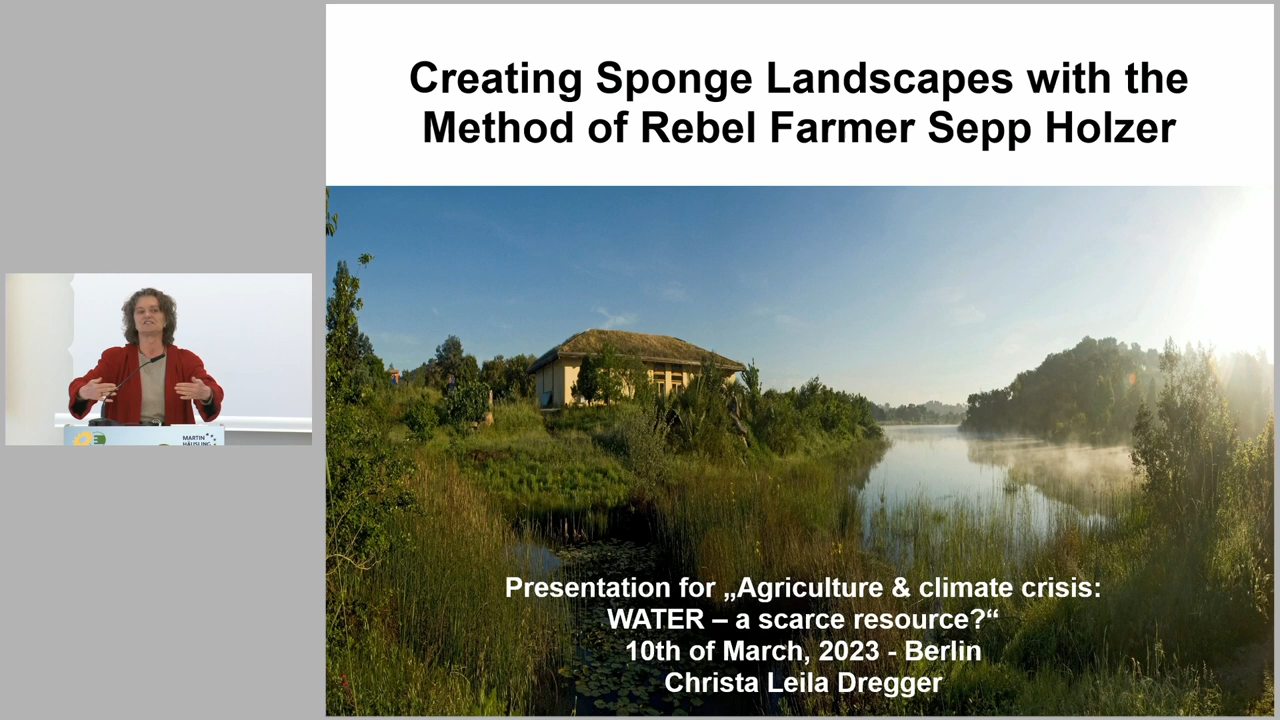 Creating Sponge Landscapes with the
Method of Rebel Farmer Sepp Holzer
Presentation for „Agriculture & climate crisis:
WATER – a scarce resource?“
10th of March, 2023 - Berlin
Christa Leila Dregger
MARTIN
HÄUSLING